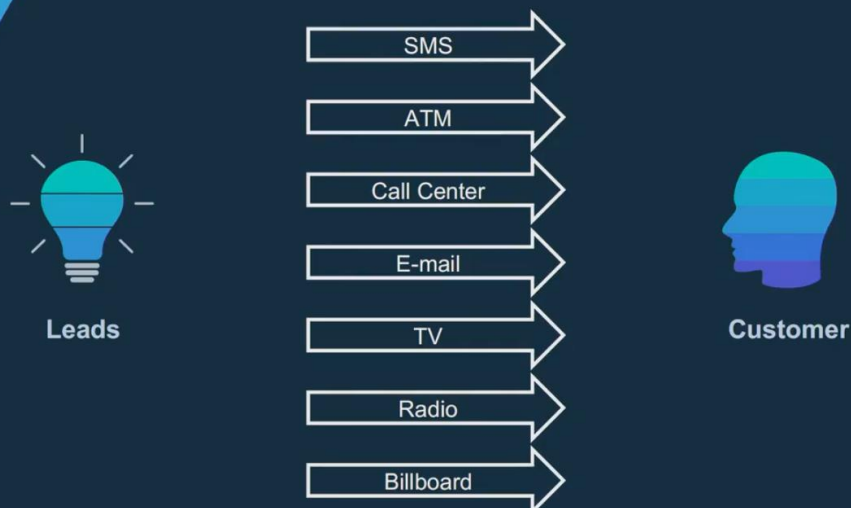 SMS
ATM
Call Center
E-mail
TV
Radio
Billboard
Leads
Customer